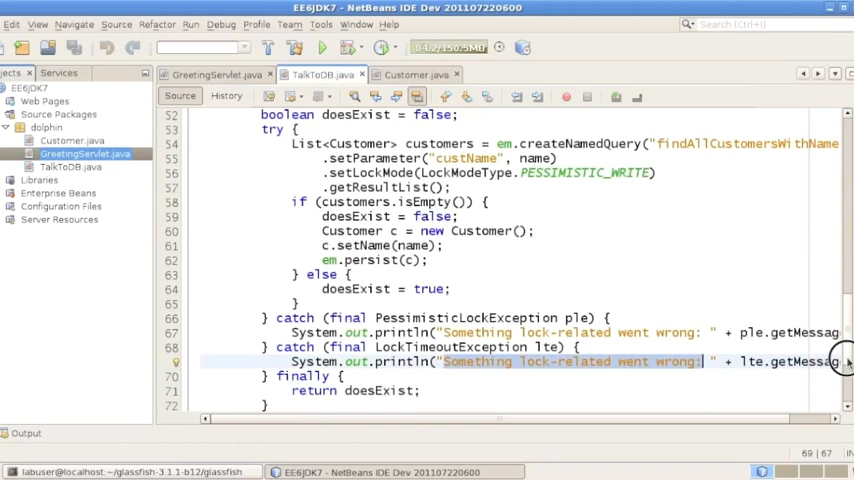 EE6JDK7 - NetBeans IDE Dev 201107220600
Edit View Navigate Source Refactor Run Debug Profile Team Tools Window Help
84.2/150.5MB Search (Ctrl+I)
Services GreetingServlet.java TalkToDB.java Customer.java
EE6JDK7
Source History
Web Pages
Source Packages
dolphin
Customer.java
GreetingServlet.java
TalkToDB.java
Libraries
Enterprise Beans
Configuration Files
Server Resources
52 boolean doesExist = false;
53 try {
54 List<Customer> customers = em.createNamedQuery("findAllCustomersWithName
55 .setParameter("custName", name)
56 .setLockMode(LockModeType.PESSIMISTIC_WRITE)
57 .getResultList();
58 if (customers.isEmpty()) {
59 doesExist = false;
60 Customer c = new Customer();
61 c.setName(name);
62 em.persist(c);
63 } else {
64 doesExist = true;
65 }
66 } catch (final PessimisticLockException ple) {
67 System.out.println("Something lock-related went wrong: " + ple.getMessag
68 } catch (final LockTimeoutException lte) {
System.out.println("Something lock-related went wrong: " + lte.getMessag
70 } finally {
71 return doesExist;
72 }
Output
69 | 67 IN
labuser@localhost:~/glassfish-3.1.1-b12/glassfish EE6JDK7 - NetBeans IDE Dev 201107220600